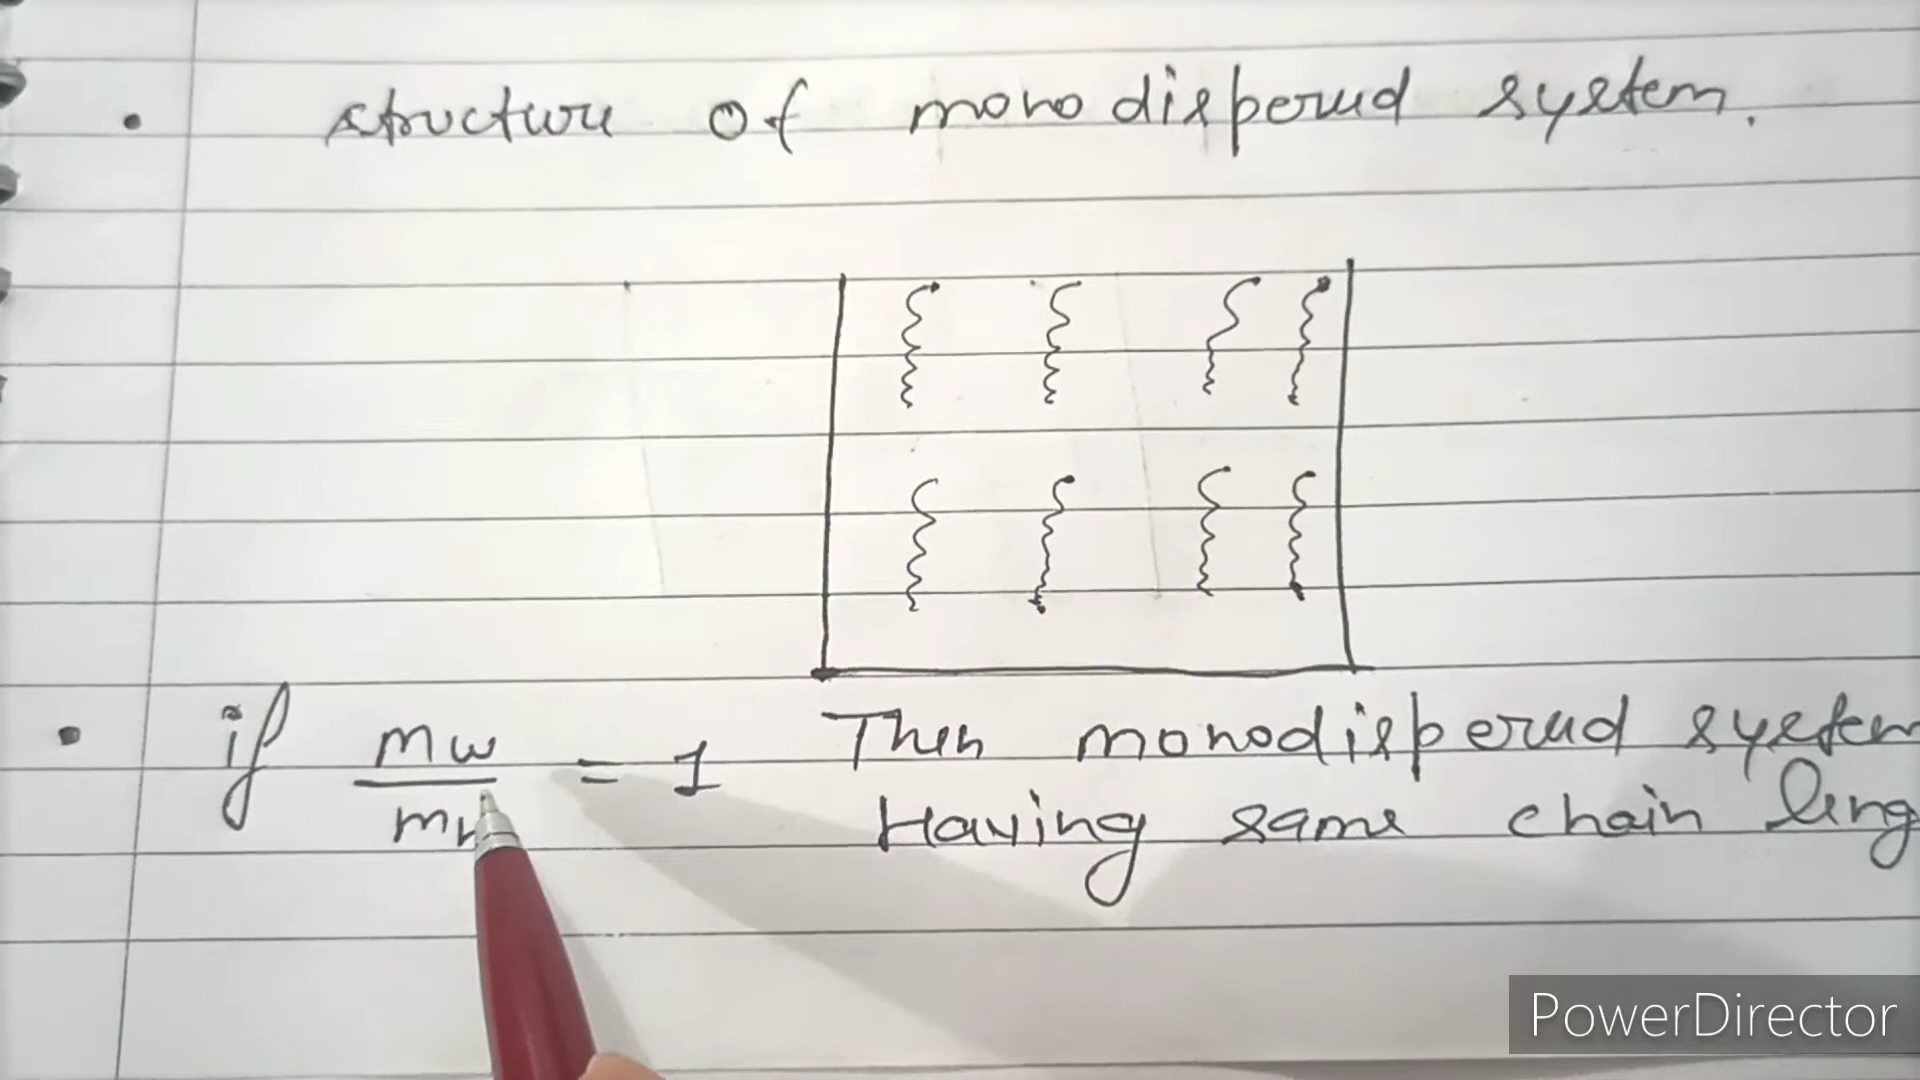 • structure of monodispersed system.
• if Mw = 1 Then monodispersed system
mn Having same chain leng
PowerDirector